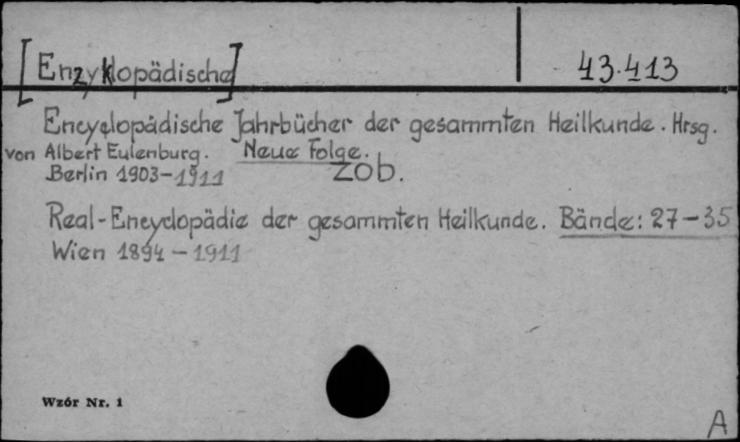 [Enzyklopädische] 43.413
Encyclopädische Jahrbücher der gesammten Heilkunde. Hrsg.
von Albert Eulenburg. Neue Folge.
Berlin 1903-1911 zob.
Real-Encyclopädie der gesammten Heilkunde. Bände: 27-35
Wien 1894-1911
Wzór Nr. 1
A